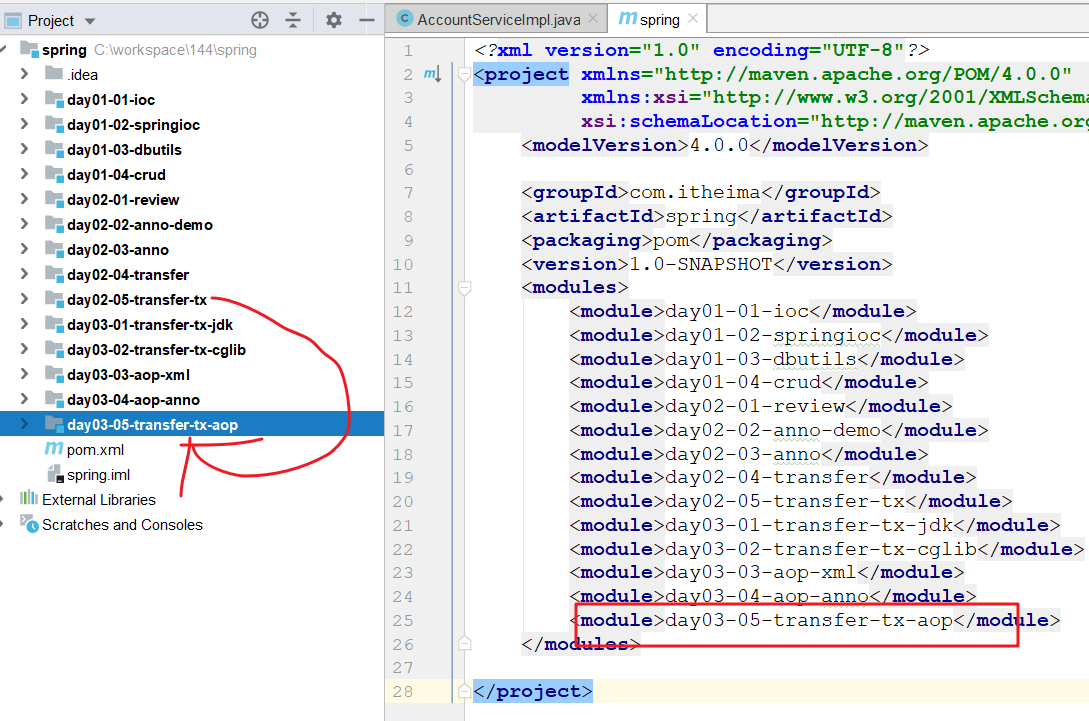 Project
spring C:\workspace\144\spring
.idea
day01-01-ioc
day01-02-springioc
day01-03-dbutils
day01-04-crud
day02-01-review
day02-02-anno-demo
day02-03-anno
day02-04-transfer
day02-05-transfer-tx
day03-01-transfer-tx-jdk
day03-02-transfer-tx-cglib
day03-03-aop-xml
day03-04-aop-anno
day03-05-transfer-tx-aop
pom.xml
spring.iml
External Libraries
Scratches and Consoles
AccountServiceImpl.java
spring
1 <?xml version="1.0" encoding="UTF-8"?>
2 <project xmlns="http://maven.apache.org/POM/4.0.0"
3 xmlns:xsi="http://www.w3.org/2001/XMLSchema
4 xsi:schemaLocation="http://maven.apache.org
5 <modelVersion>4.0.0</modelVersion>
6
7 <groupId>com.itheima</groupId>
8 <artifactId>spring</artifactId>
9 <packaging>pom</packaging>
10 <version>1.0-SNAPSHOT</version>
11 <modules>
12 <module>day01-01-ioc</module>
13 <module>day01-02-springioc</module>
14 <module>day01-03-dbutils</module>
15 <module>day01-04-crud</module>
16 <module>day02-01-review</module>
17 <module>day02-02-anno-demo</module>
18 <module>day02-03-anno</module>
19 <module>day02-04-transfer</module>
20 <module>day02-05-transfer-tx</module>
21 <module>day03-01-transfer-tx-jdk</module>
22 <module>day03-02-transfer-tx-cglib</module>
23 <module>day03-03-aop-xml</module>
24 <module>day03-04-aop-anno</module>
25 <module>day03-05-transfer-tx-aop</module>
26 </modules>
27
28 </project>